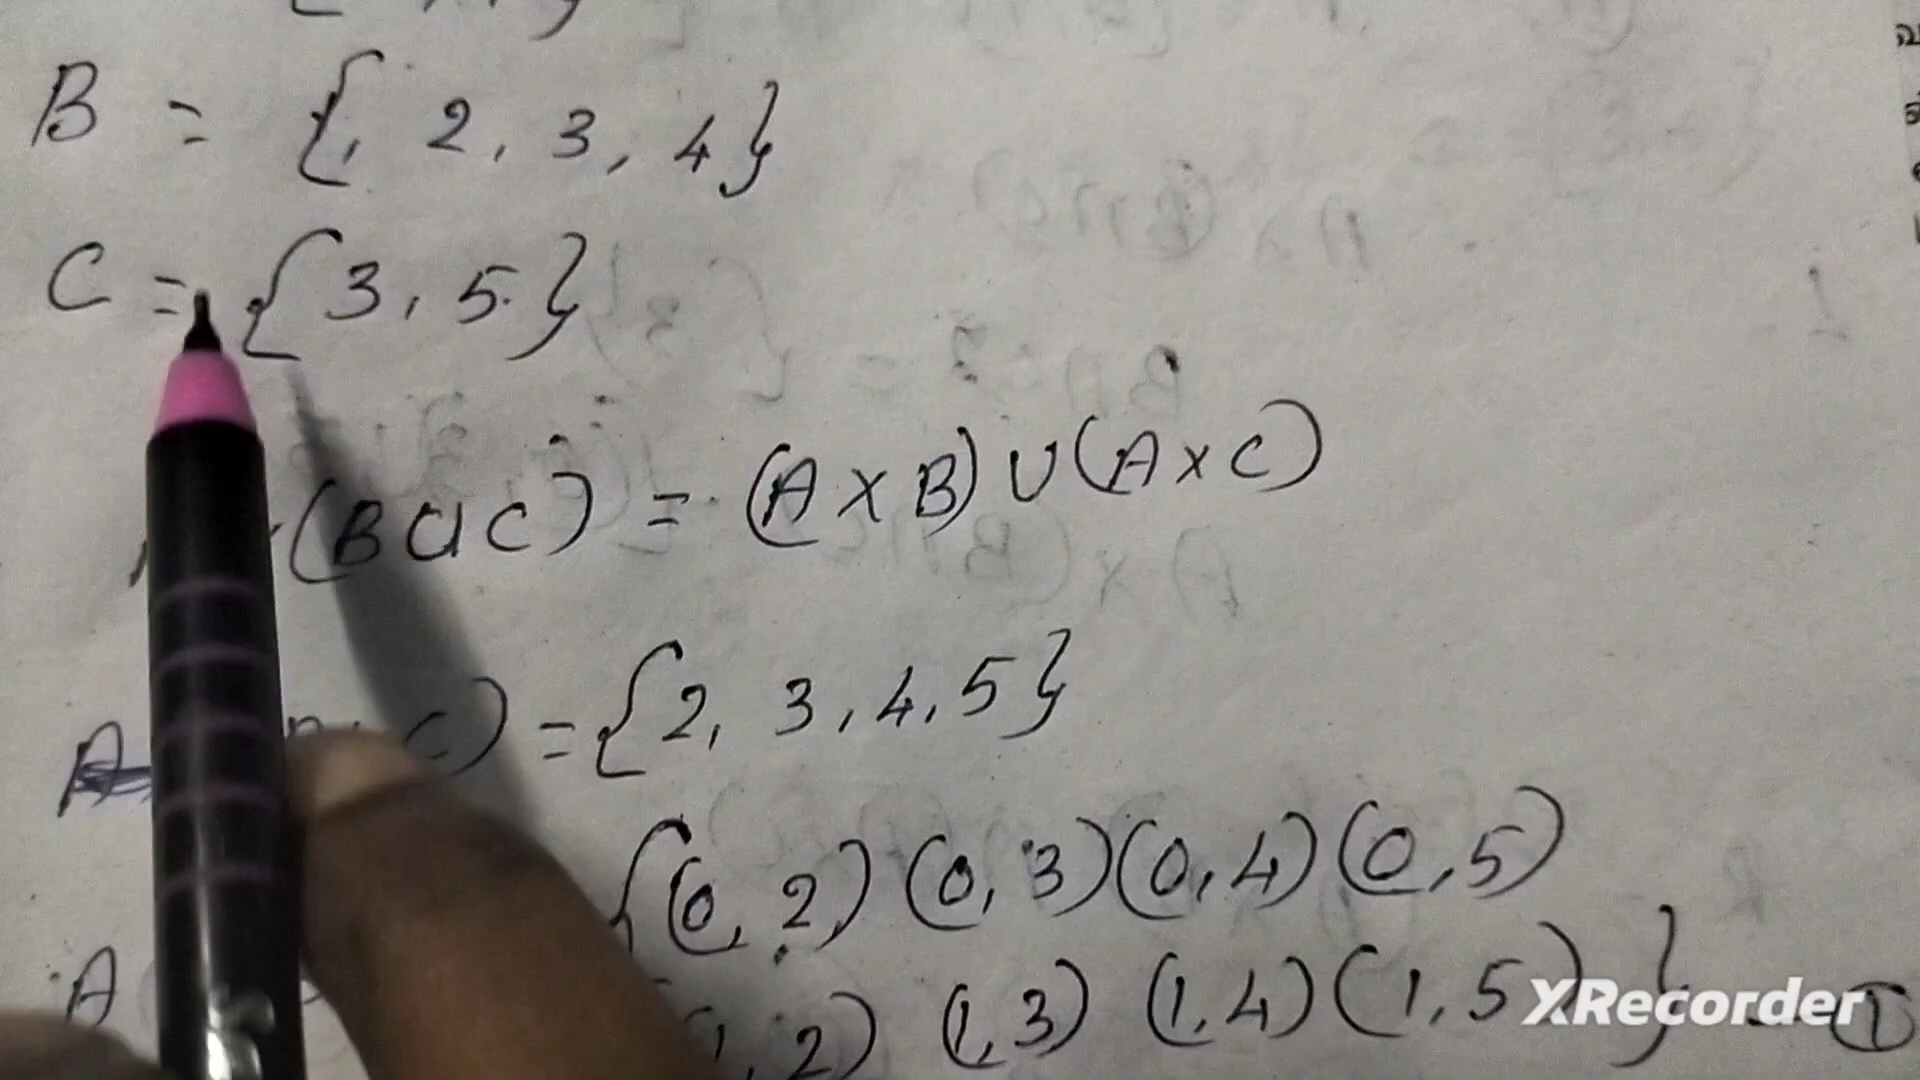 B = {, 2, 3, 4}
C = {3, 5}
(B ∪ C) = (A × B) ∪ (A × C)
C) = {2, 3, 4, 5}
{(0, 2) (0, 3) (0, 4) (0, 5)
A
, 2) (1, 3) (1, 4) (1, 5) } - ①
XRecorder